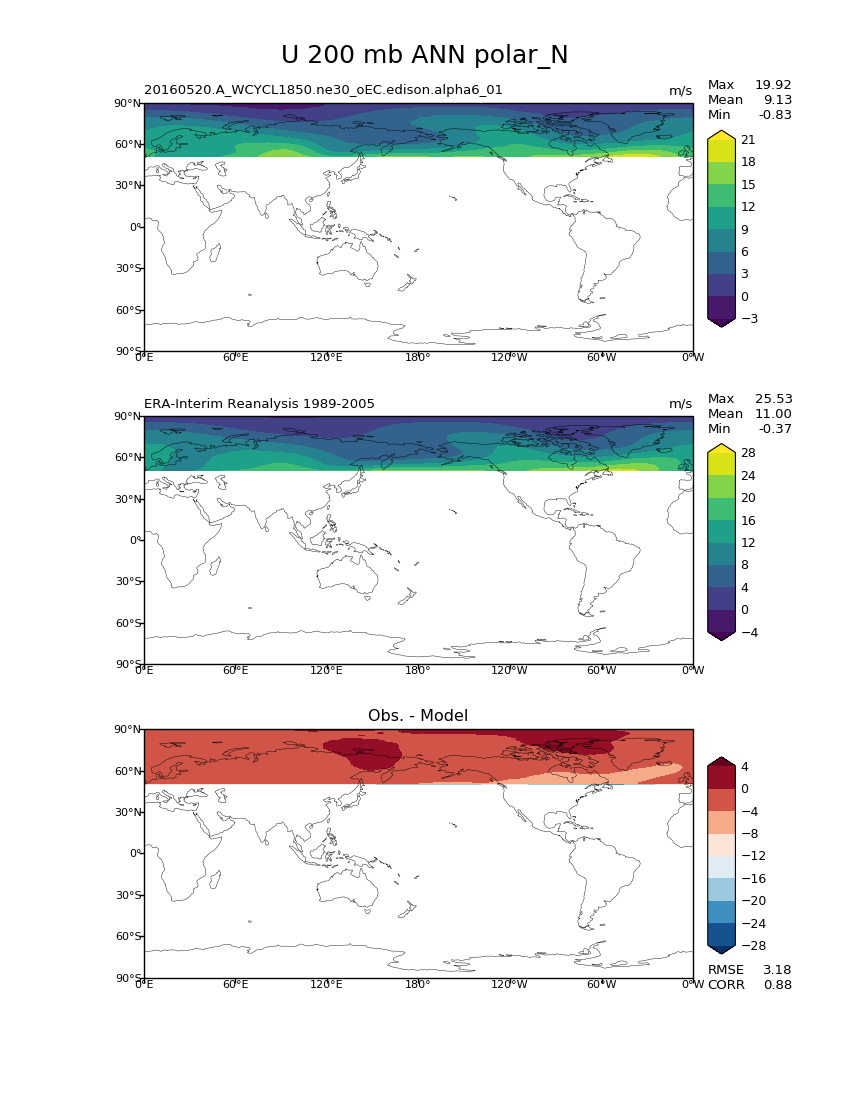 U 200 mb ANN polar_N
20160520.A_WCYCL1850.ne30_oEC.edison.alpha6_01
m/s
Max 19.92
Mean 9.13
Min -0.83
90°N
60°N
30°N
0°
30°S
60°S
90°S
0°E 60°E 120°E 180° 120°W 60°W 0°W
21
18
15
12
9
6
3
0
−3
ERA-Interim Reanalysis 1989-2005
m/s
Max 25.53
Mean 11.00
Min -0.37
90°N
60°N
30°N
0°
30°S
60°S
90°S
0°E 60°E 120°E 180° 120°W 60°W 0°W
28
24
20
16
12
8
4
0
−4
Obs. - Model
90°N
60°N
30°N
0°
30°S
60°S
90°S
0°E 60°E 120°E 180° 120°W 60°W 0°W
4
0
−4
−8
−12
−16
−20
−24
−28
RMSE 3.18
CORR 0.88